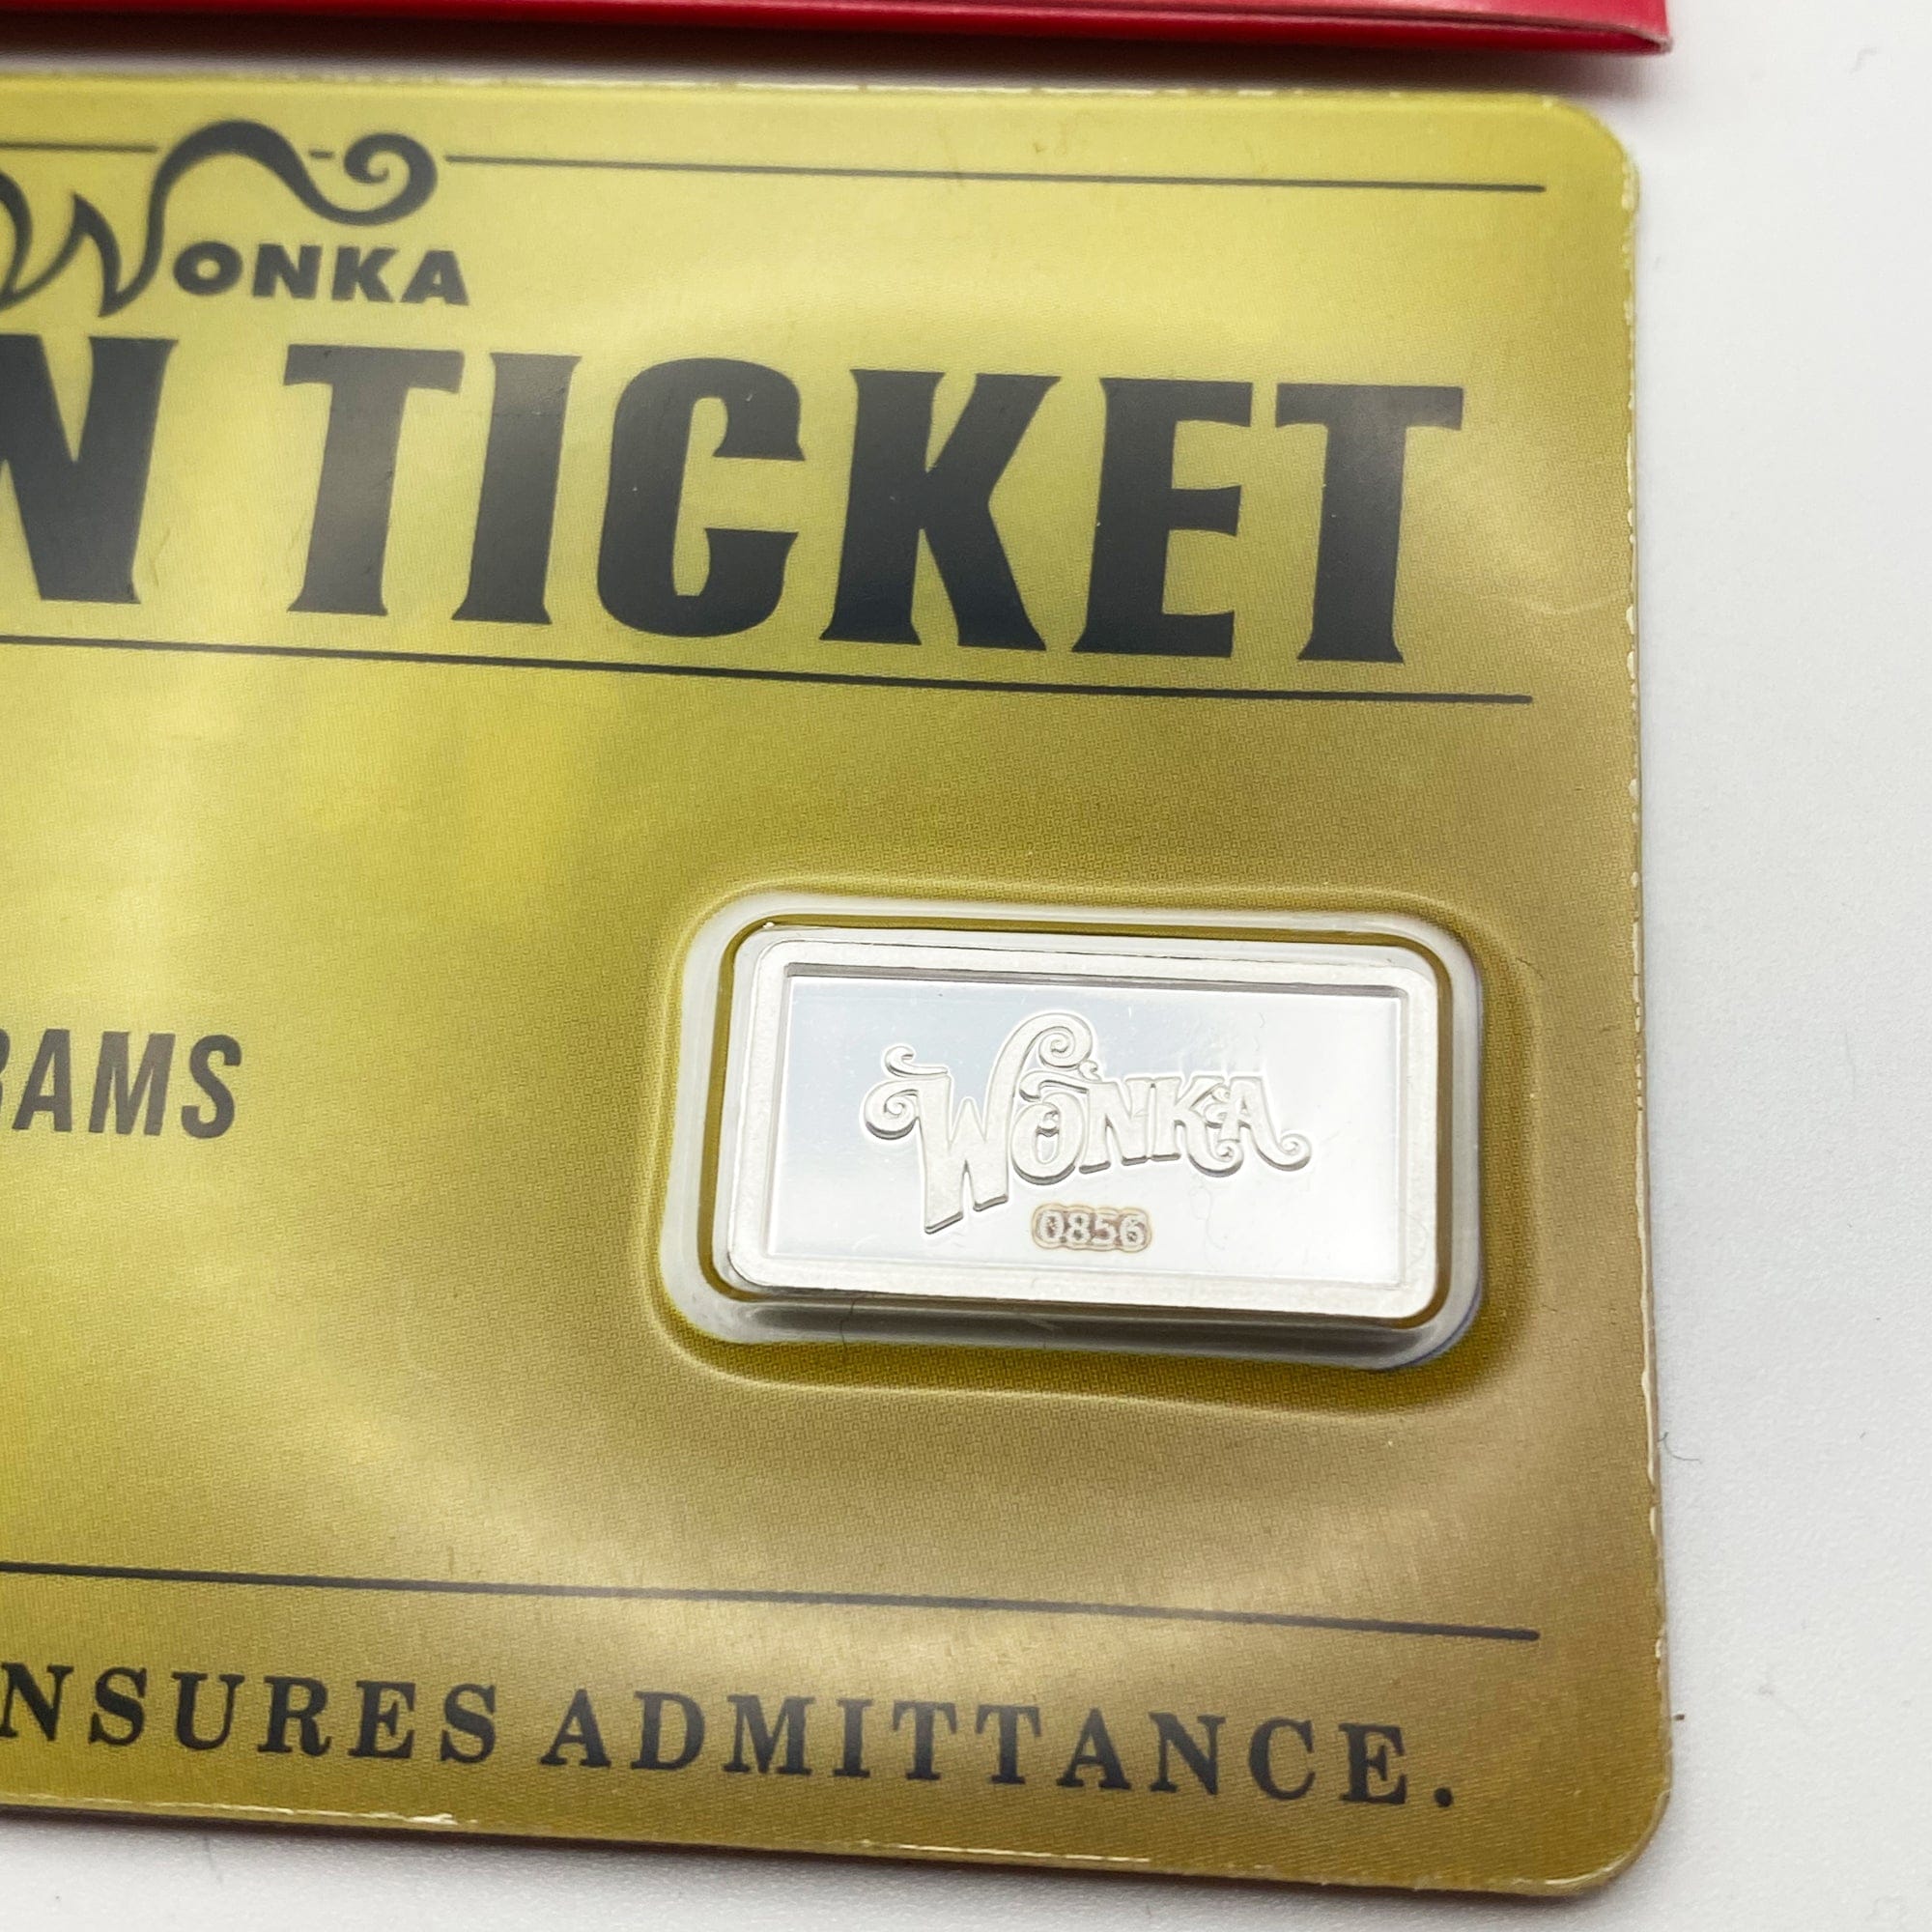 WONKA
N TICKET
RAMS
WONKA
0856
NSURES ADMITTANCE.